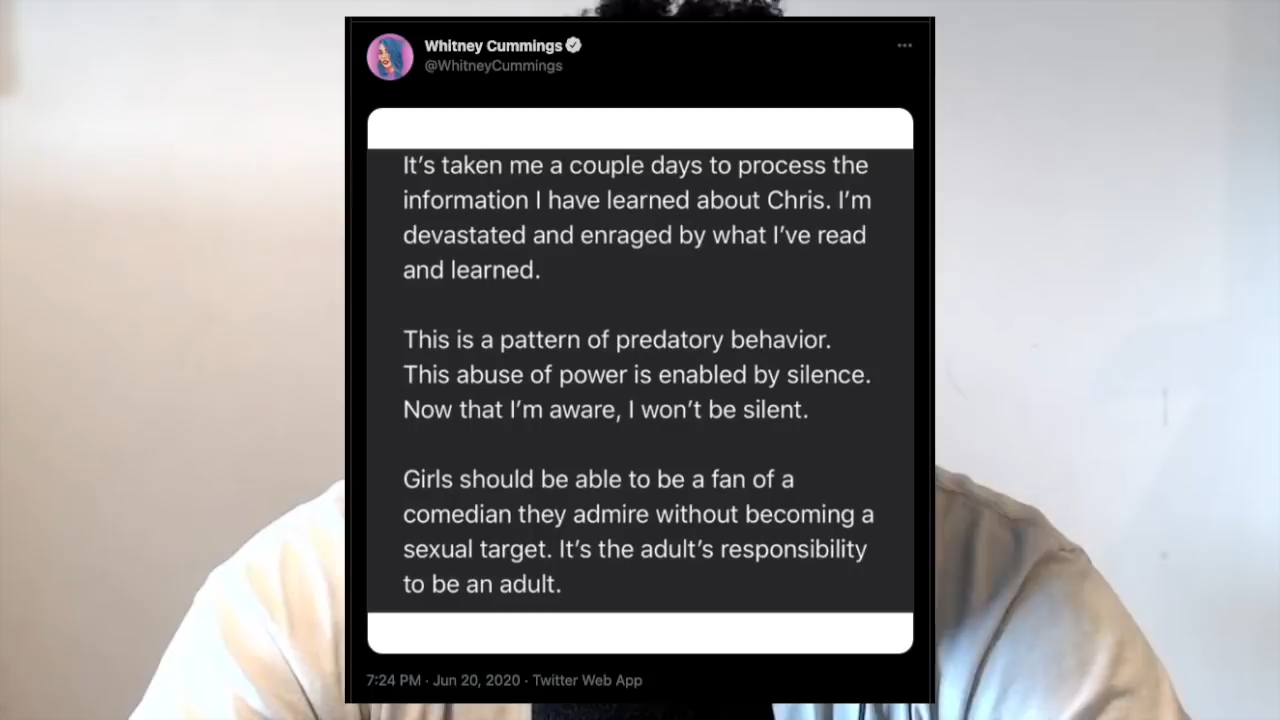 Whitney Cummings
@WhitneyCummings
It’s taken me a couple days to process the
information I have learned about Chris. I’m
devastated and enraged by what I’ve read
and learned.
This is a pattern of predatory behavior.
This abuse of power is enabled by silence.
Now that I’m aware, I won’t be silent.
Girls should be able to be a fan of a
comedian they admire without becoming a
sexual target. It’s the adult’s responsibility
to be an adult.
7:24 PM · Jun 20, 2020 · Twitter Web App